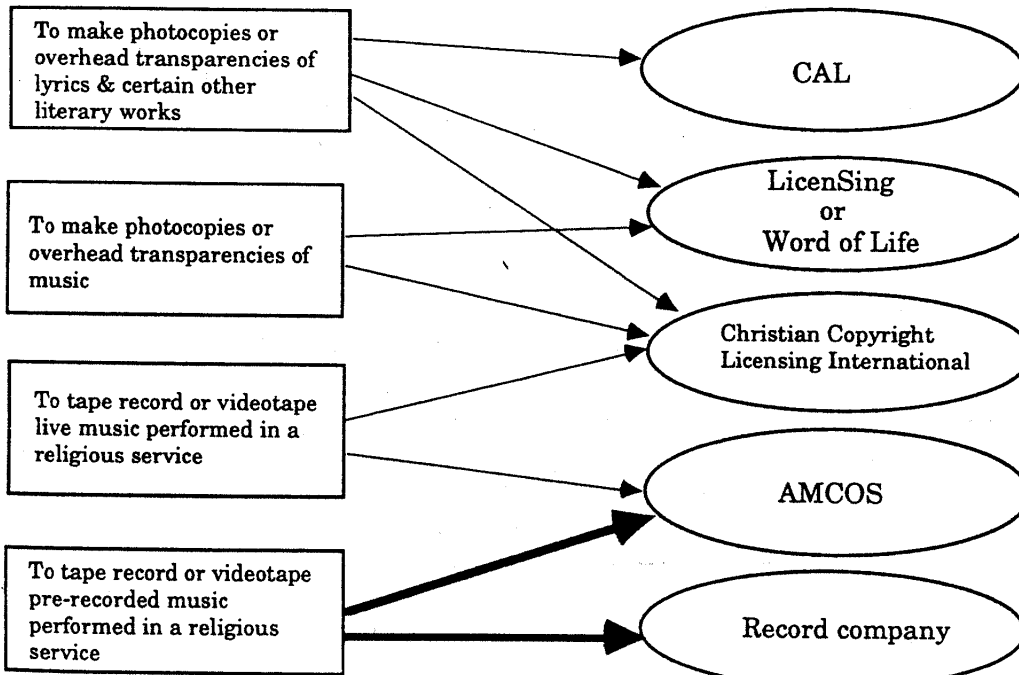 To make photocopies or
overhead transparencies of
lyrics & certain other
literary works
CAL
LicenSing
or
Word of Life
To make photocopies or
overhead transparencies of
music
Christian Copyright
Licensing International
To tape record or videotape
live music performed in a
religious service
AMCOS
To tape record or videotape
pre-recorded music
performed in a religious
service
Record company